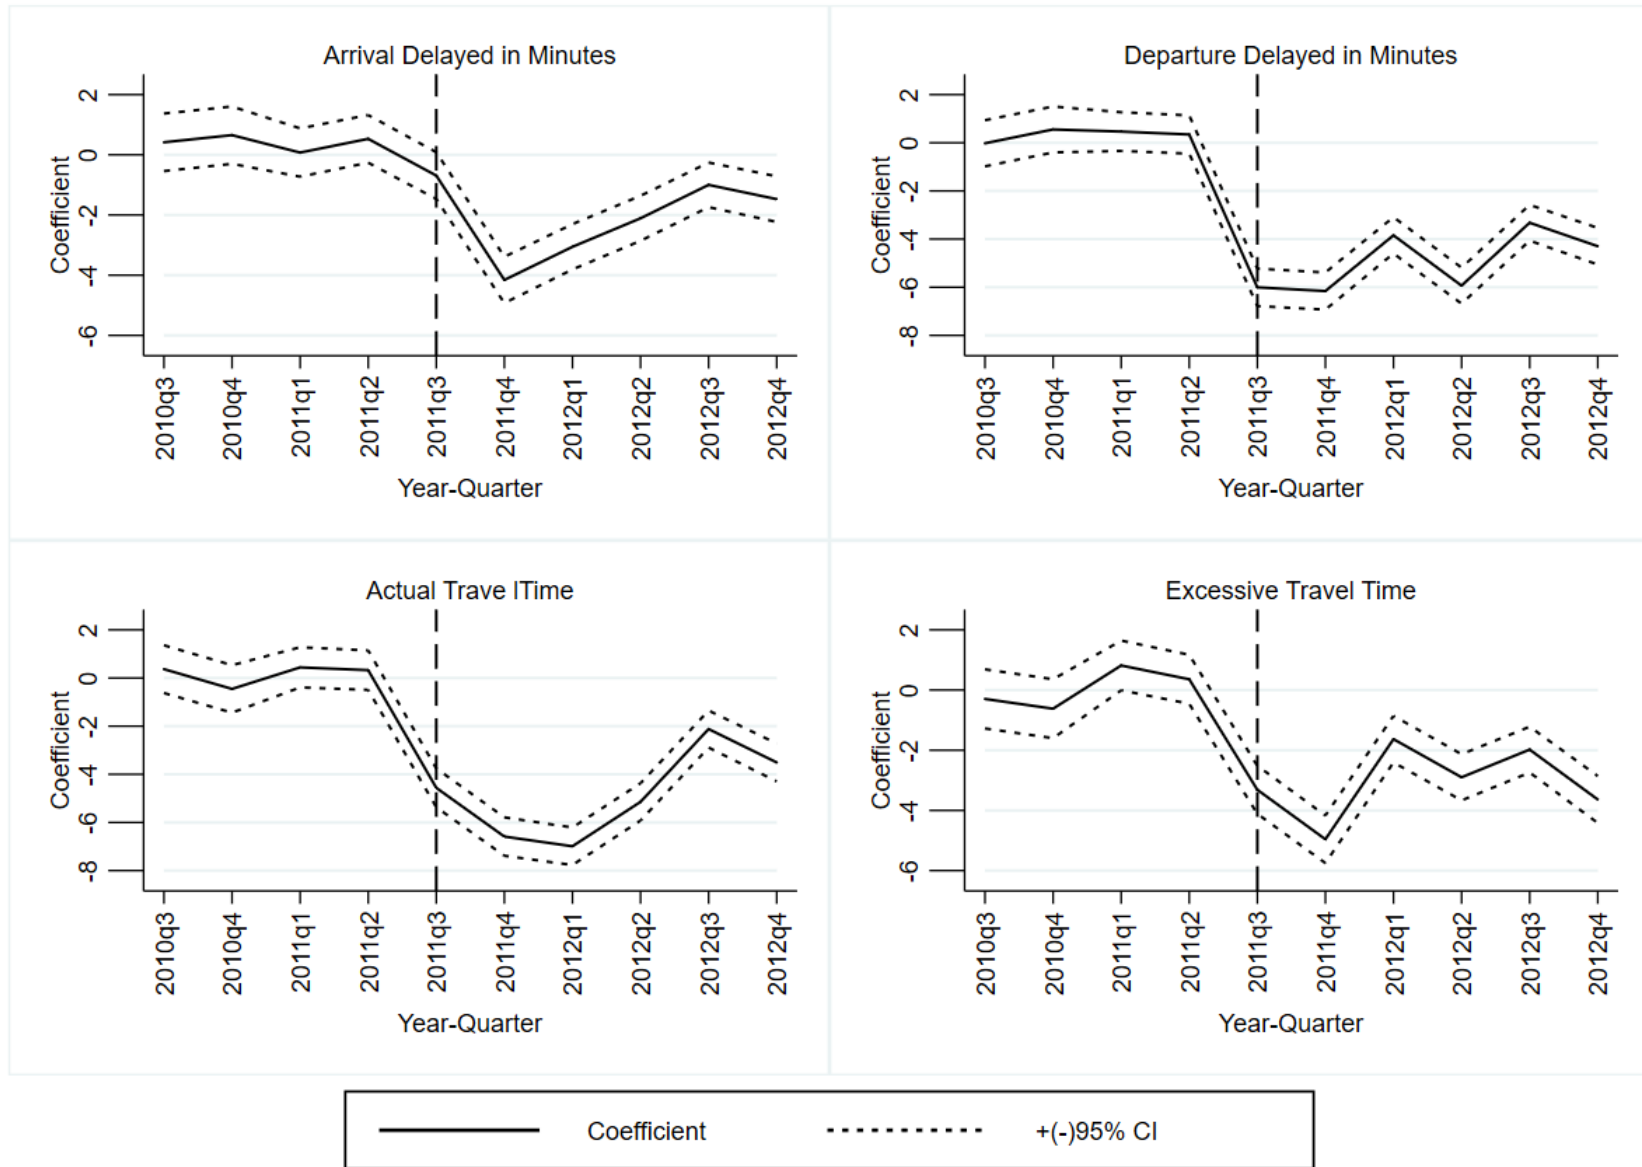 Arrival Delayed in Minutes
Coefficient
2
0
-2
-4
-6
2010q3
2010q4
2011q1
2011q2
2011q3
2011q4
2012q1
2012q2
2012q3
2012q4
Year-Quarter
Departure Delayed in Minutes
Coefficient
2
0
-2
-4
-6
-8
2010q3
2010q4
2011q1
2011q2
2011q3
2011q4
2012q1
2012q2
2012q3
2012q4
Year-Quarter
Actual Trave lTime
Coefficient
2
0
-2
-4
-6
-8
2010q3
2010q4
2011q1
2011q2
2011q3
2011q4
2012q1
2012q2
2012q3
2012q4
Year-Quarter
Excessive Travel Time
Coefficient
2
0
-2
-4
-6
2010q3
2010q4
2011q1
2011q2
2011q3
2011q4
2012q1
2012q2
2012q3
2012q4
Year-Quarter
Coefficient
+(-)95% CI